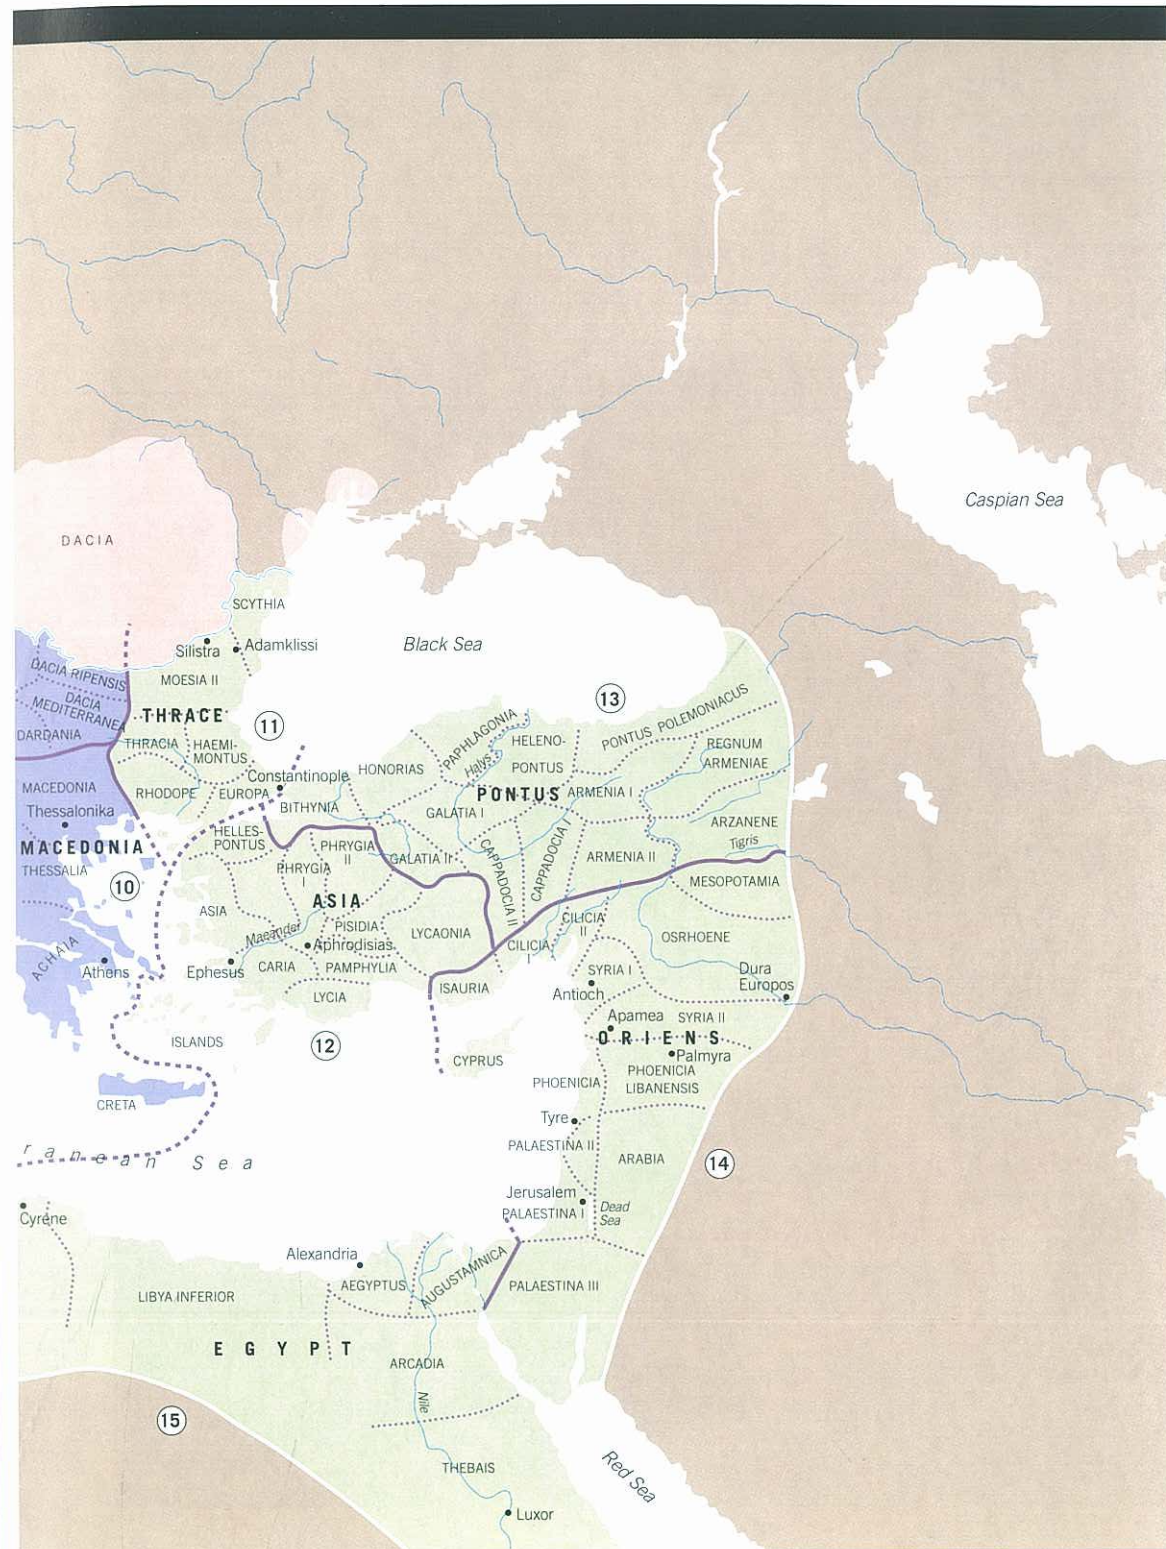 Caspian Sea
DACIA
SCYTHIA
Black Sea
Silistra
Adamklissi
DACIA RIPENSIS
MOESIA II
DACIA
MEDITERRANEA
THRACE
11
13
PONTUS POLEMONIACUS
DARDANIA
THRACIA
HAEMI-
MONTUS
PAPHLAGONIA
HELENO-
PONTUS
Halys
REGNUM
ARMENIAE
HONORIAS
Constantinople
MACEDONIA
RHODOPE
EUROPA
BITHYNIA
PONTUS
ARMENIA I
Thessalonika
GALATIA I
ARZANENE
Tigris
HELLES-
PONTUS
MACEDONIA
PHRYGIA
II
GALATIA II
CAPPADOCIA II
CAPPADOCIA I
ARMENIA II
THESSALIA
10
PHRYGIA
I
MESOPOTAMIA
ASIA
ASIA
CILICIA
II
Maeander
PISIDIA
LYCAONIA
CILICIA
I
OSRHOENE
ACHAIA
Athens
Ephesus
Aphrodisias
CARIA
PAMPHYLIA
SYRIA I
Dura
Europos
LYCIA
ISAURIA
Antioch
Apamea
SYRIA II
ISLANDS
12
ORIENS
CYPRUS
Palmyra
PHOENICIA
PHOENICIA
LIBANENSIS
CRETA
Tyre
PALAESTINA II
ARABIA
14
ranean Sea
Jerusalem
PALAESTINA I
Dead
Sea
Cyrene
Alexandria
AEGYPTUS
AUGUSTAMNICA
PALAESTINA III
LIBYA INFERIOR
EGYPT
ARCADIA
Nile
15
THEBAIS
Red Sea
Luxor